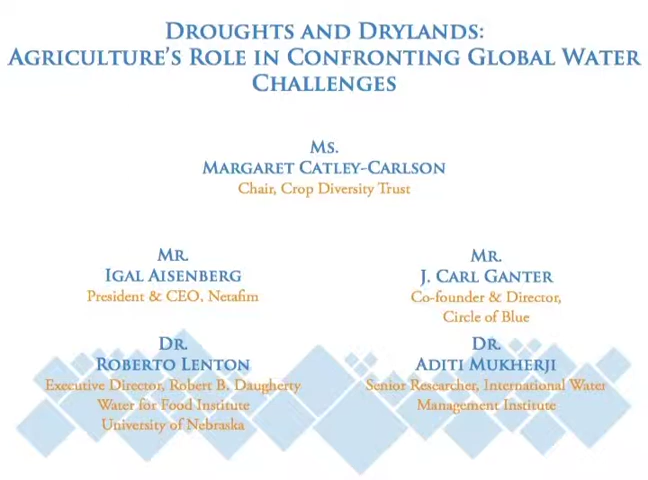 DROUGHTS AND DRYLANDS:
AGRICULTURE'S ROLE IN CONFRONTING GLOBAL WATER
CHALLENGES
MS.
MARGARET CATLEY-CARLSON
Chair, Crop Diversity Trust
MR.
IGAL AISENBERG
President & CEO, Netafim
MR.
J. CARL GANTER
Co-founder & Director,
Circle of Blue
DR.
ROBERTO LENTON
Executive Director, Robert B. Daugherty
Water for Food Institute
University of Nebraska
DR.
ADITI MUKHERJI
Senior Researcher, International Water
Management Institute